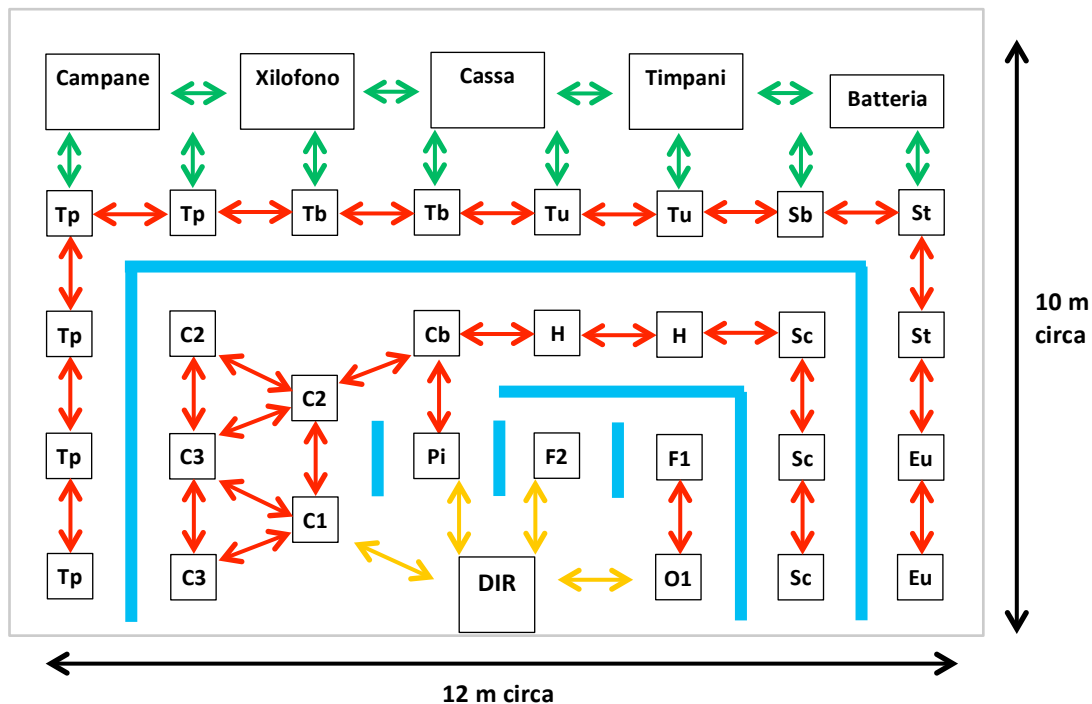 Campane Xilofono Cassa Timpani Batteria
Tp Tp Tb Tb Tu Tu Sb St
Tp C2 Cb H H Sc St
10 m
circa
C2
Tp C3 Pi F2 F1 Sc Eu
C1
Tp C3 DIR O1 Sc Eu
12 m circa